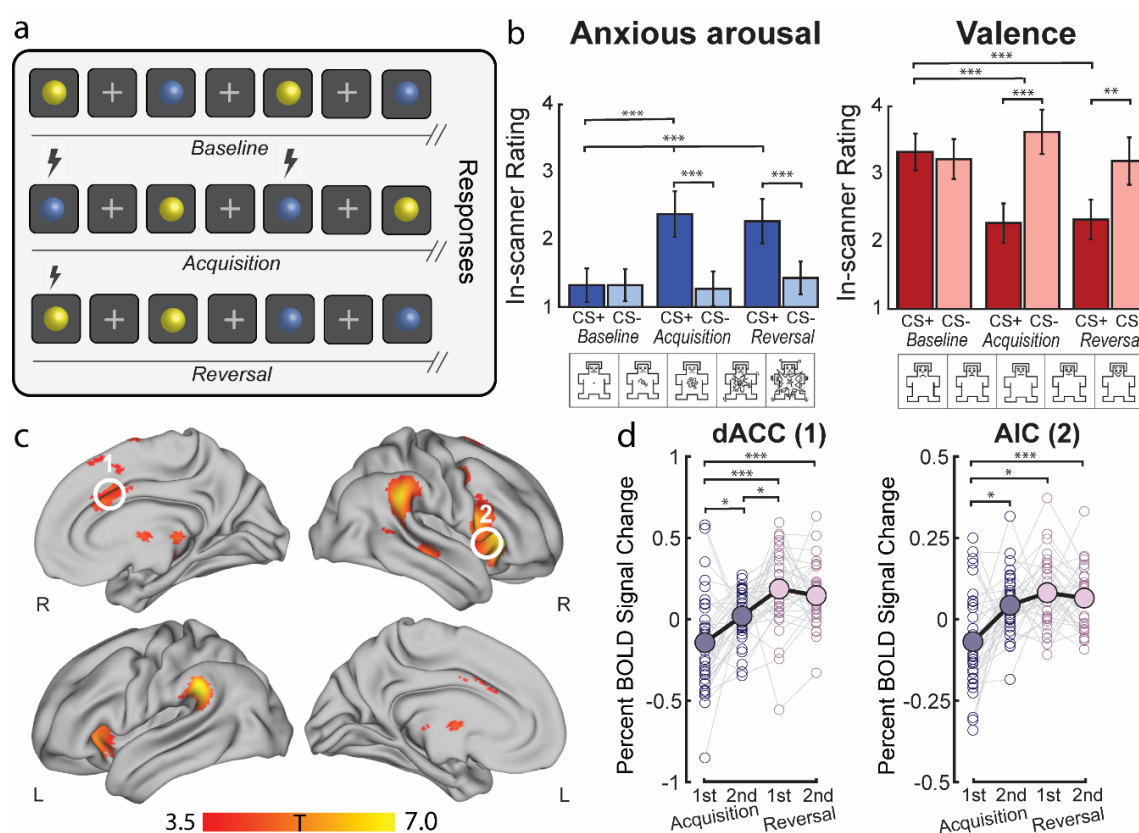 a
Baseline
Acquisition
Reversal
Responses
b
Anxious arousal
In-scanner Rating
4
3
2
1
***
***
***
***
CS+ CS- CS+ CS- CS+ CS-
Baseline Acquisition Reversal
Valence
In-scanner Rating
4
3
2
1
***
***
***
**
CS+ CS- CS+ CS- CS+ CS-
Baseline Acquisition Reversal
c
1
2
R
R
L
L
3.5 T 7.0
d
dACC (1)
Percent BOLD Signal Change
1
0.5
0
-0.5
-1
***
***
*
*
1st 2nd 1st 2nd
Acquisition Reversal
AIC (2)
Percent BOLD Signal Change
0.5
0.25
0
-0.25
-0.5
***
*
*
1st 2nd 1st 2nd
Acquisition Reversal